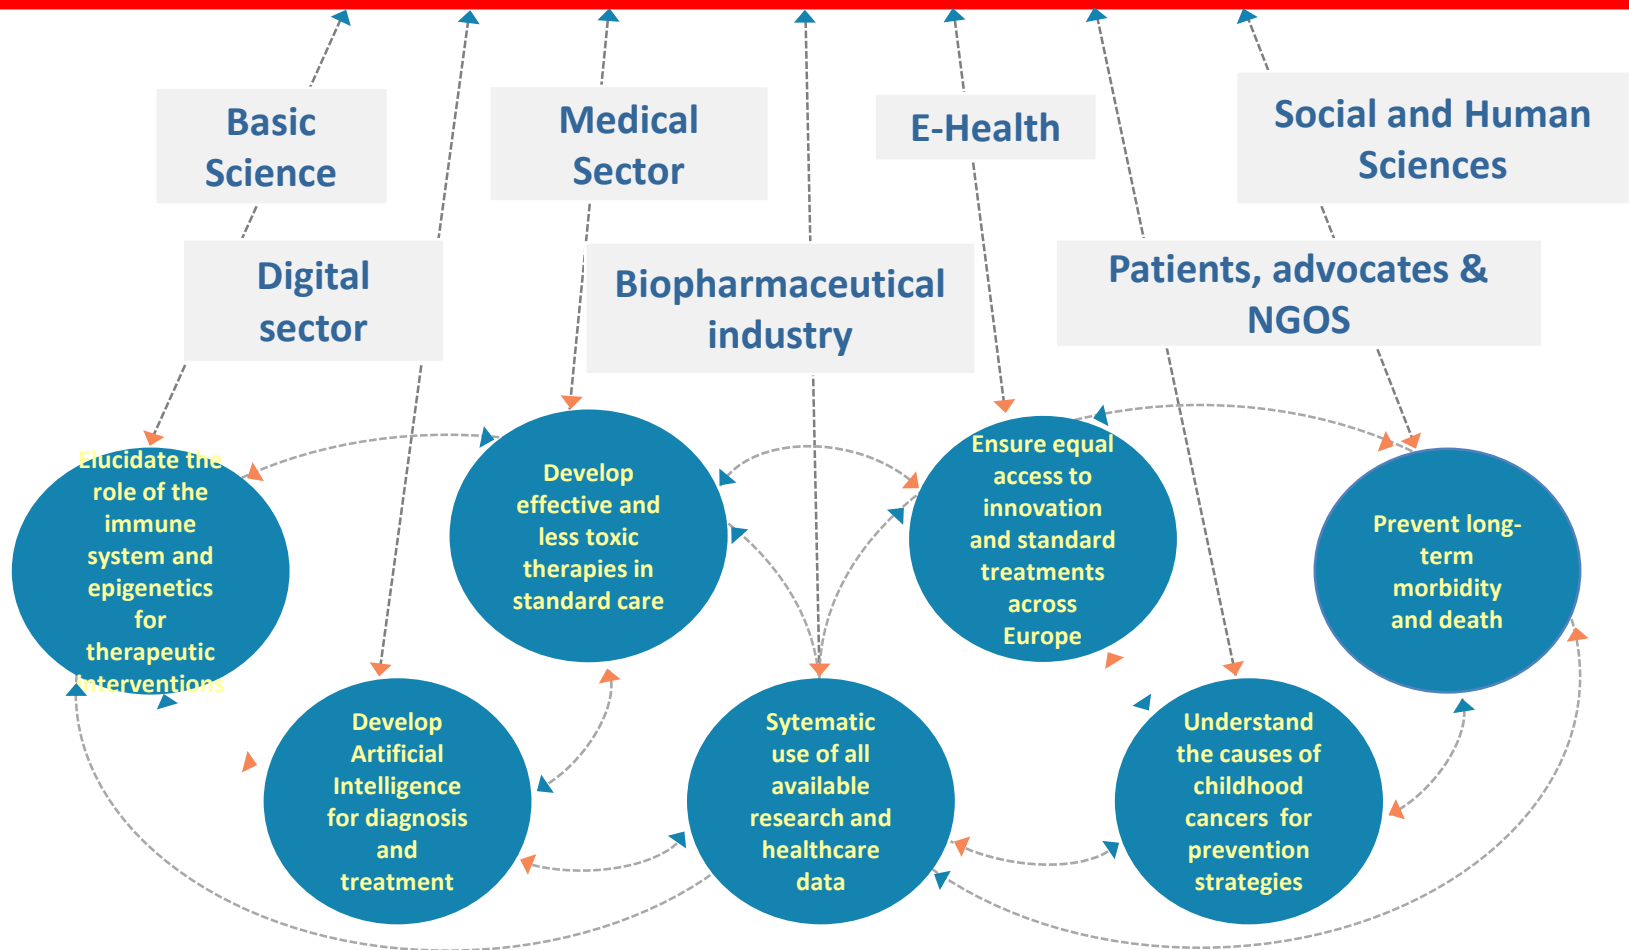 Basic
Science
Medical
Sector
E-Health
Social and Human
Sciences
Digital
sector
Biopharmaceutical
industry
Patients, advocates &
NGOS
Elucidate the
role of the
immune
system and
epigenetics
for
therapeutic
interventions
Develop
effective and
less toxic
therapies in
standard care
Ensure equal
access to
innovation
and standard
treatments
across
Europe
Prevent long-
term
morbidity
and death
Develop
Artificial
Intelligence
for diagnosis
and
treatment
Sytematic
use of all
available
research and
healthcare
data
Understand
the causes of
childhood
cancers for
prevention
strategies